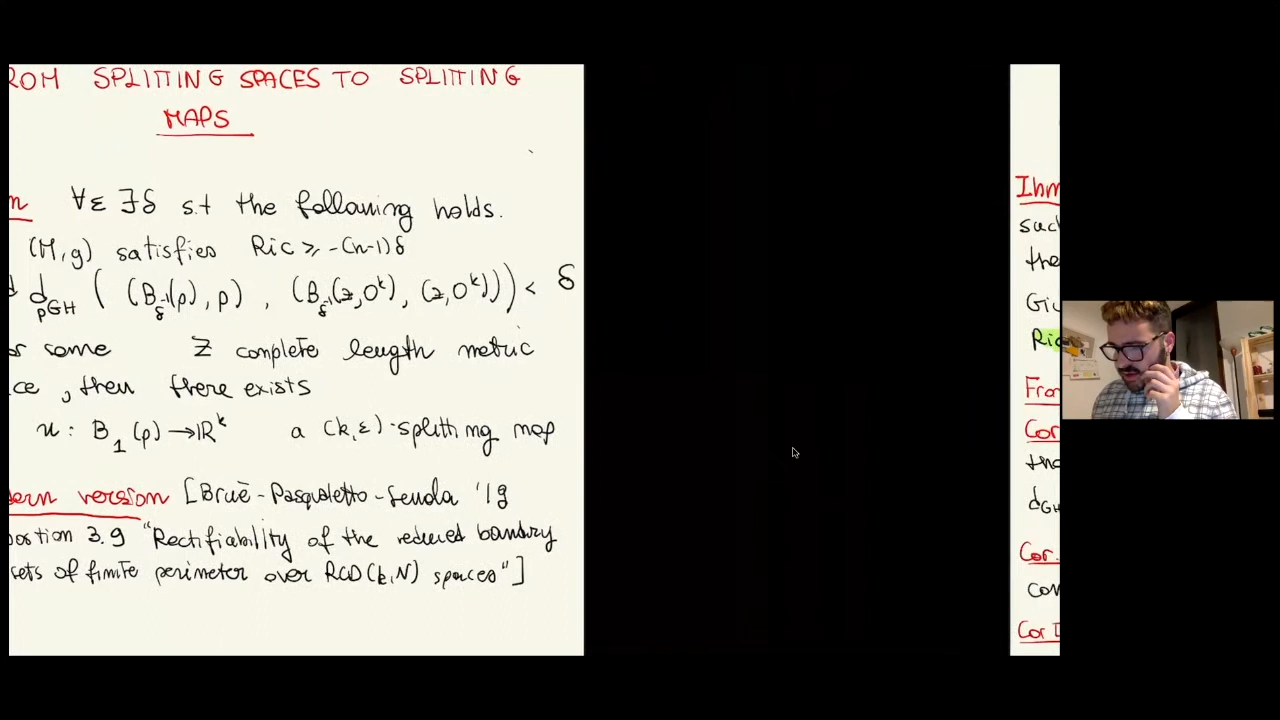 ROM SPLITTING SPACES TO SPLITTING
MAPS
m ∀ε ∃δ s.t the following holds.
(M,g) satisfies Ric ≥ -(n-1)δ
d d_pGH ( (B_δ⁻¹(p), p) , (B_δ⁻¹(z,0^k), (z,0^k)) ) < δ
or some Z complete length metric
ce, then there exists
u : B_1(p) → ℝ^k a (k,ε)-splitting map
dern version [Bruè-Pasqualetto-Semola '19
osition 3.9 "Rectifiability of the reduced boundry
sets of finite perimeter over RCD(k,N) spaces"]
Thm
such
the
Giv
Ric
From
Cor
tha
d_GH
Cor.
con
Cor I